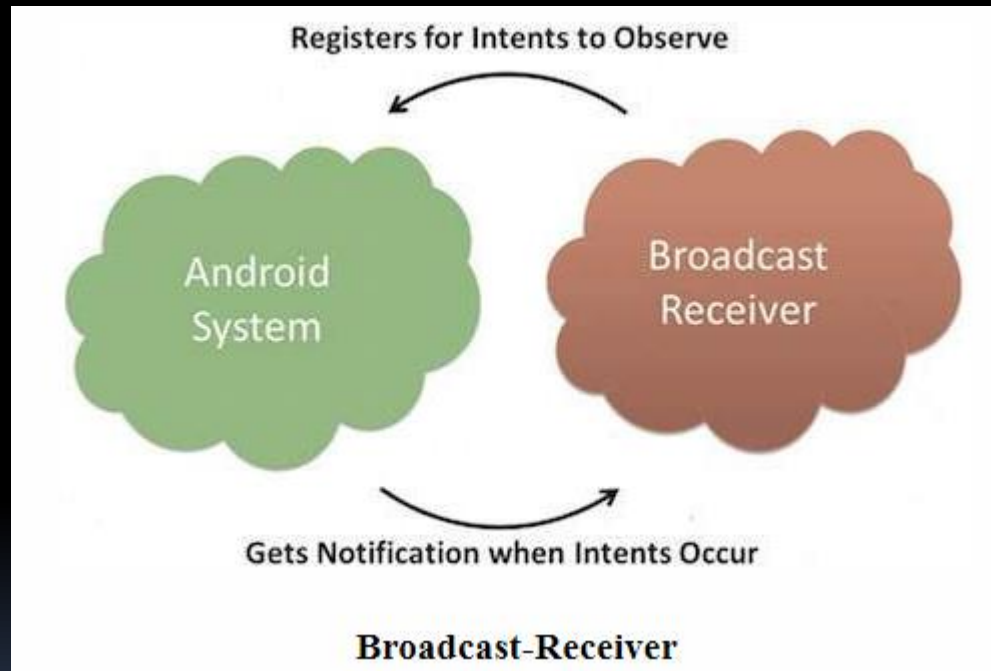 Registers for Intents to Observe
Android
System
Broadcast
Receiver
Gets Notification when Intents Occur
Broadcast-Receiver